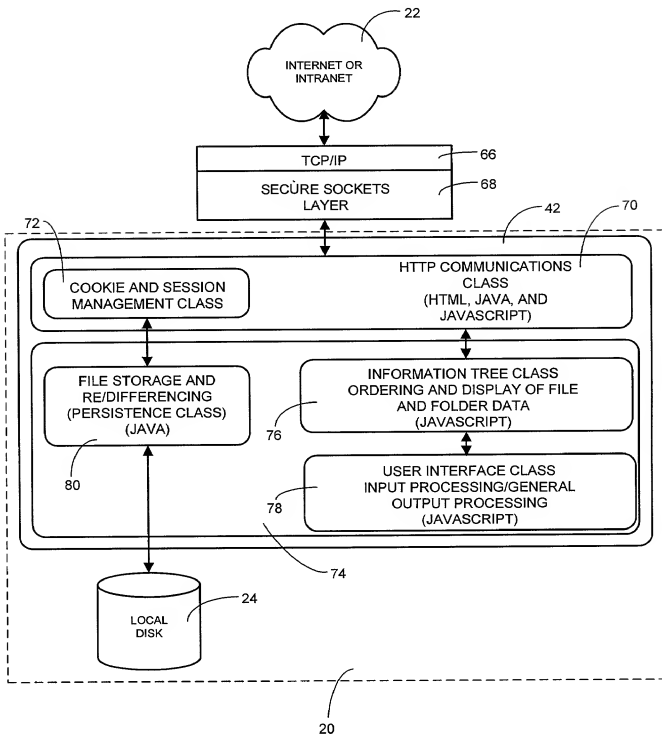 22
INTERNET OR
INTRANET
TCP/IP
66
SECÙRE SOCKETS
LAYER
68
72
42
70
COOKIE AND SESSION
MANAGEMENT CLASS
HTTP COMMUNICATIONS
CLASS
(HTML, JAVA, AND
JAVASCRIPT)
FILE STORAGE AND
RE/DIFFERENCING
(PERSISTENCE CLASS)
(JAVA)
80
INFORMATION TREE CLASS
ORDERING AND DISPLAY OF FILE
AND FOLDER DATA
(JAVASCRIPT)
76
USER INTERFACE CLASS
INPUT PROCESSING/GENERAL
OUTPUT PROCESSING
(JAVASCRIPT)
78
74
LOCAL
DISK
24
20